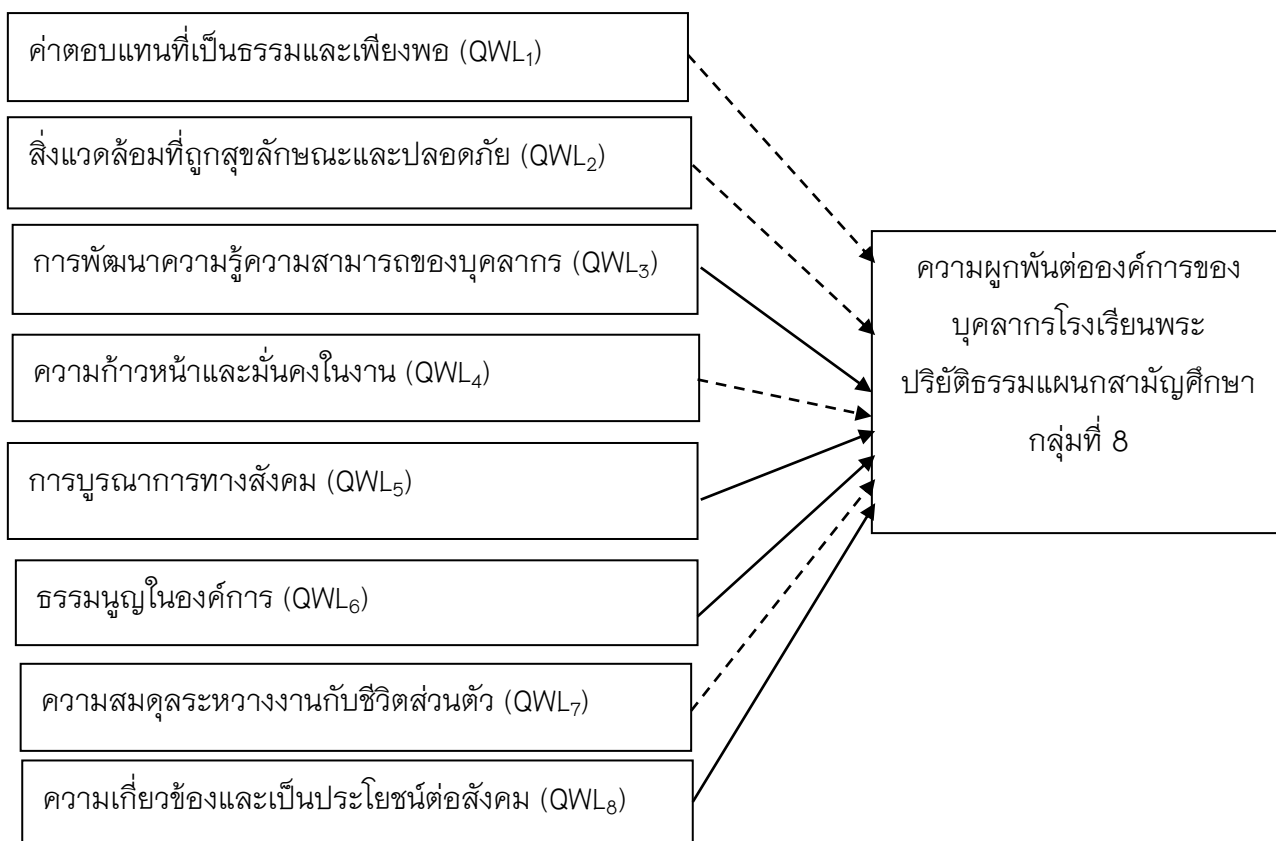 ค่าตอบแทนที่เป็นธรรมและเพียงพอ (QWL₁)
สิ่งแวดล้อมที่ถูกสุขลักษณะและปลอดภัย (QWL₂)
การพัฒนาความรู้ความสามารถของบุคลากร (QWL₃)
ความก้าวหน้าและมั่นคงในงาน (QWL₄)
การบูรณาการทางสังคม (QWL₅)
ธรรมนูญในองค์การ (QWL₆)
ความสมดุลระหวางงานกับชีวิตส่วนตัว (QWL₇)
ความเกี่ยวข้องและเป็นประโยชน์ต่อสังคม (QWL₈)
ความผูกพันต่อองค์การของ
บุคลากรโรงเรียนพระ
ปริยัติธรรมแผนกสามัญศึกษา
กลุ่มที่ 8